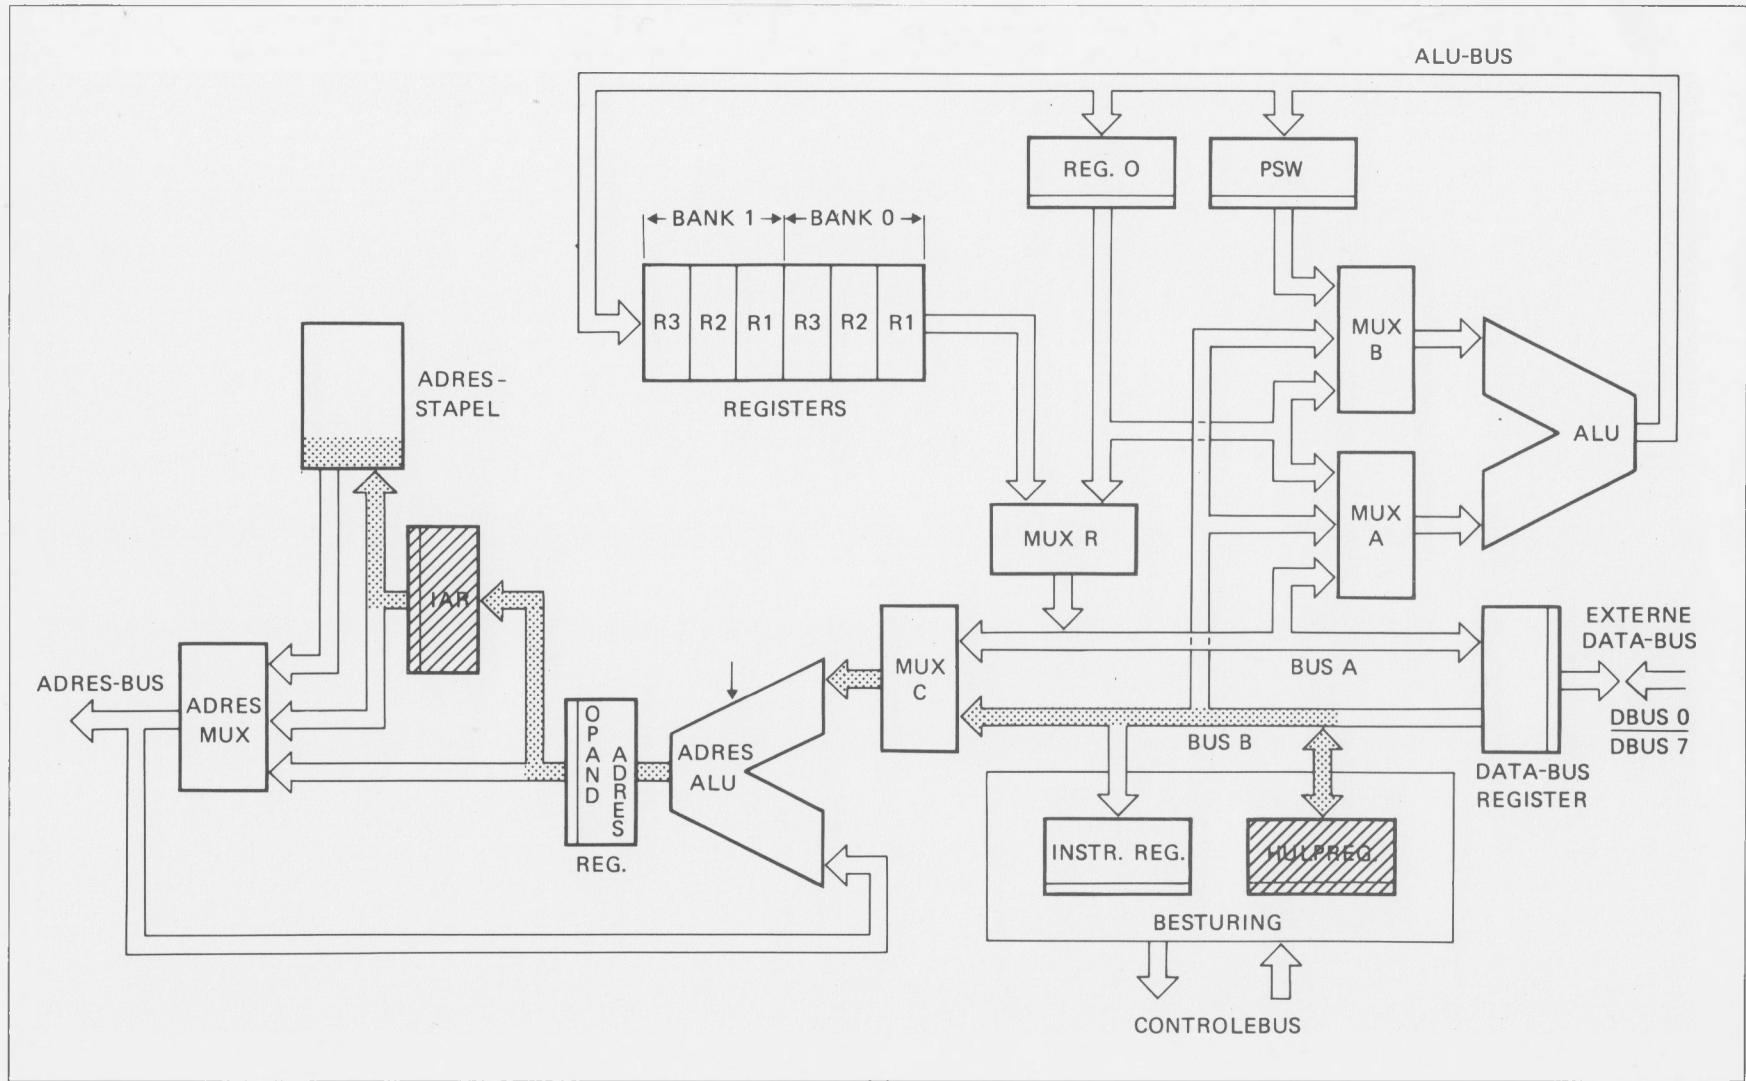 ALU-BUS
REG. O
PSW
BANK 1
BANK 0
R3
R2
R1
R3
R2
R1
REGISTERS
MUX
B
ALU
ADRES-
STAPEL
MUX
A
MUX R
IAR
EXTERNE
DATA-BUS
ADRES-BUS
ADRES
MUX
MUX
C
BUS A
DBUS 0
DBUS 7
OPAND
ADRES
REG.
ADRES
ALU
BUS B
DATA-BUS
REGISTER
INSTR. REG.
HULPREG.
BESTURING
CONTROLEBUS